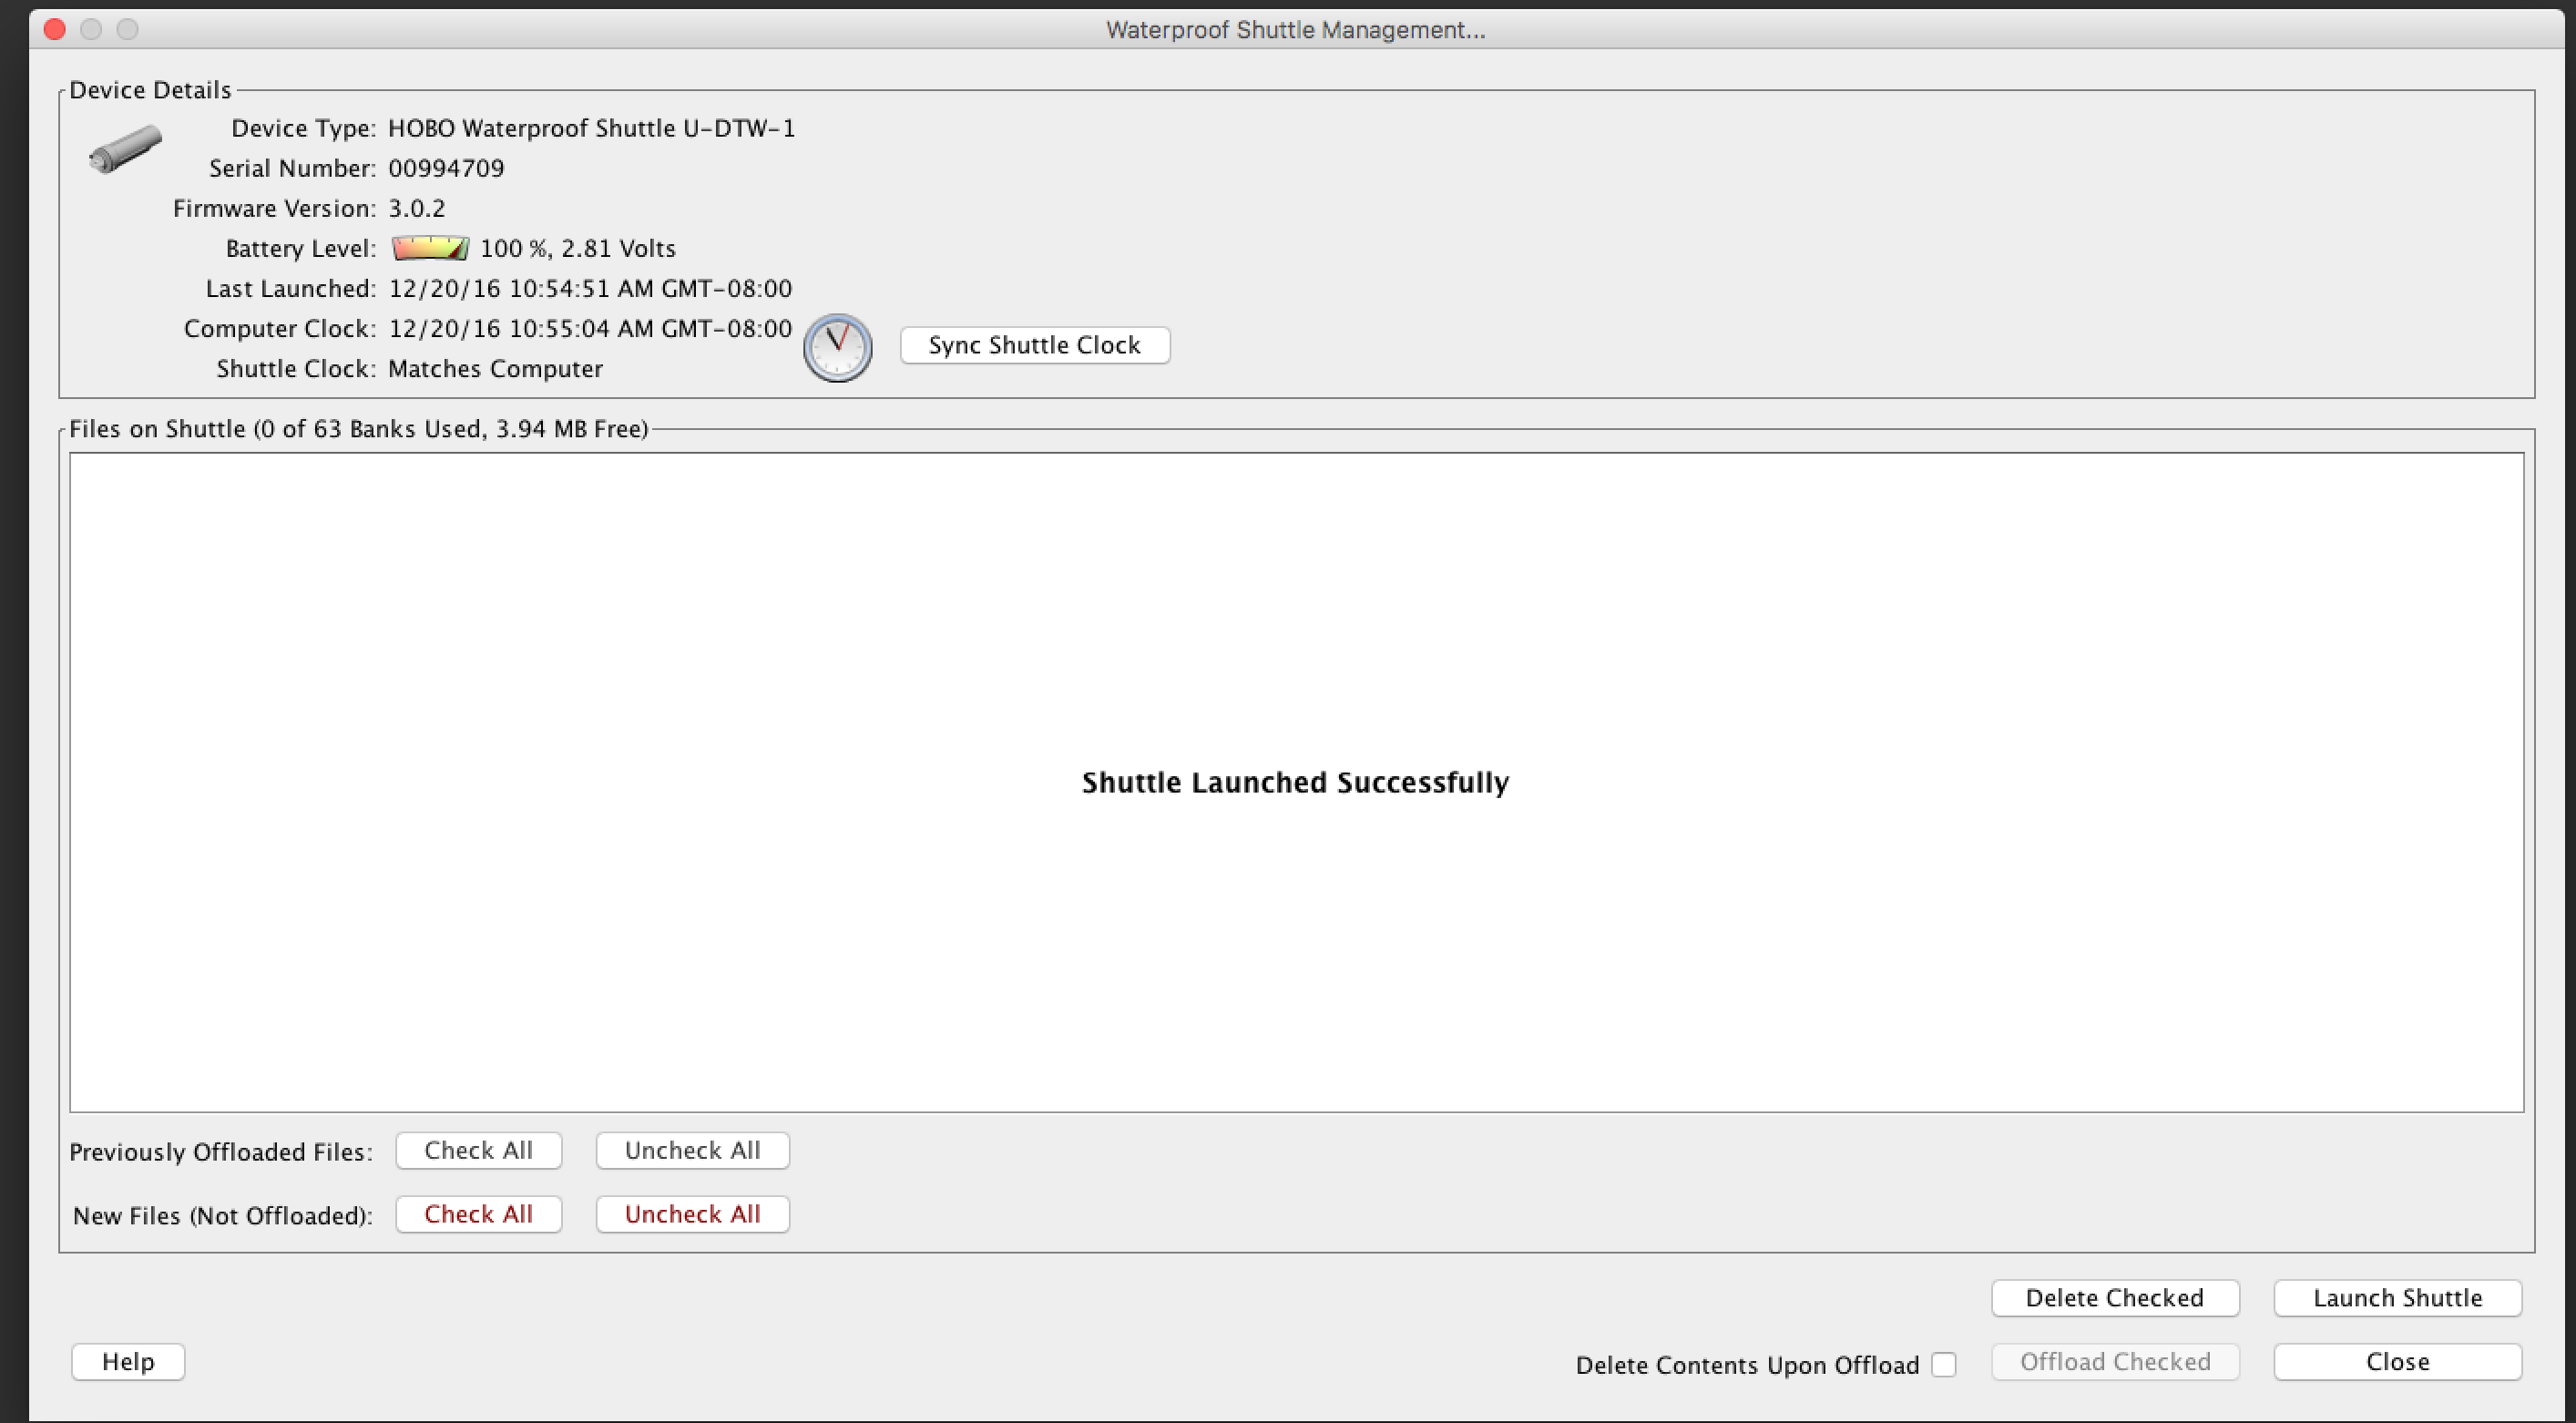 Waterproof Shuttle Management...
Device Details
Device Type: HOBO Waterproof Shuttle U-DTW-1
Serial Number: 00994709
Firmware Version: 3.0.2
Battery Level: 100 %, 2.81 Volts
Last Launched: 12/20/16 10:54:51 AM GMT-08:00
Computer Clock: 12/20/16 10:55:04 AM GMT-08:00
Sync Shuttle Clock
Shuttle Clock: Matches Computer
Files on Shuttle (0 of 63 Banks Used, 3.94 MB Free)
Shuttle Launched Successfully
Previously Offloaded Files: Check All Uncheck All
New Files (Not Offloaded): Check All Uncheck All
Delete Checked Launch Shuttle
Help Delete Contents Upon Offload Offload Checked Close